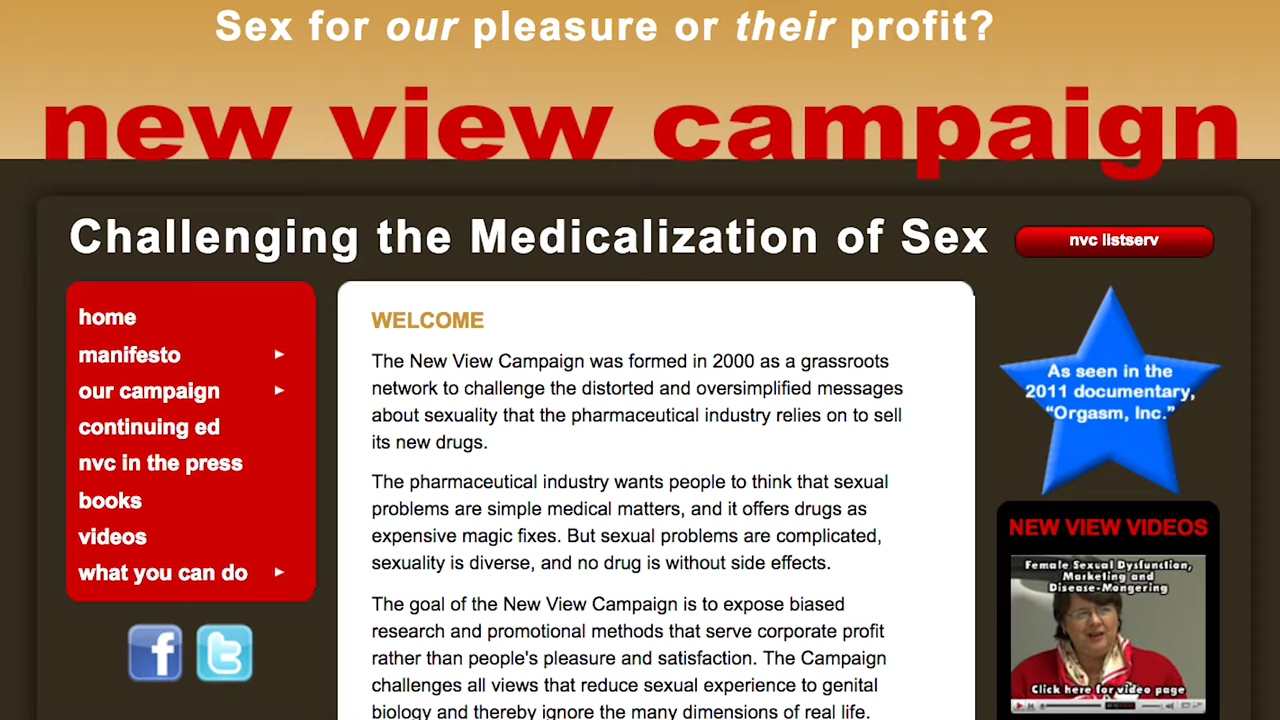 Sex for our pleasure or their profit?
new view campaign
Challenging the Medicalization of Sex
nvc listserv
home
manifesto
our campaign
continuing ed
nvc in the press
books
videos
what you can do
WELCOME
The New View Campaign was formed in 2000 as a grassroots
network to challenge the distorted and oversimplified messages
about sexuality that the pharmaceutical industry relies on to sell
its new drugs.
The pharmaceutical industry wants people to think that sexual
problems are simple medical matters, and it offers drugs as
expensive magic fixes. But sexual problems are complicated,
sexuality is diverse, and no drug is without side effects.
The goal of the New View Campaign is to expose biased
research and promotional methods that serve corporate profit
rather than people's pleasure and satisfaction. The Campaign
challenges all views that reduce sexual experience to genital
biology and thereby ignore the many dimensions of real life.
As seen in the
2011 documentary,
“Orgasm, Inc.”
NEW VIEW VIDEOS
Female Sexual Dysfunction,
Marketing and
Disease-Mongering
Click here for video page